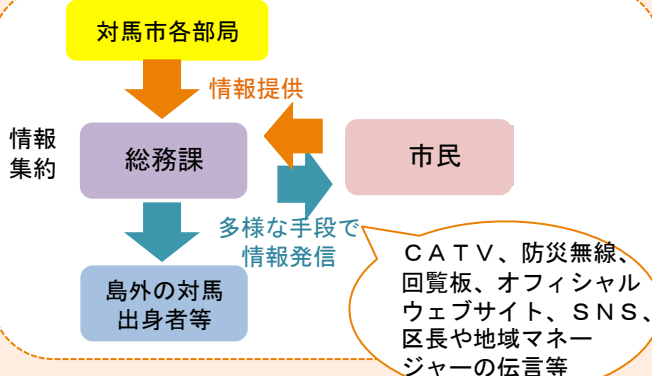 対馬市各部局
情報提供
情報
集約
総務課
市民
多様な手段で
情報発信
島外の対馬
出身者等
ＣＡＴＶ、防災無線、
回覧板、オフィシャル
ウェブサイト、ＳＮＳ、
区長や地域マネー
ジャーの伝言等